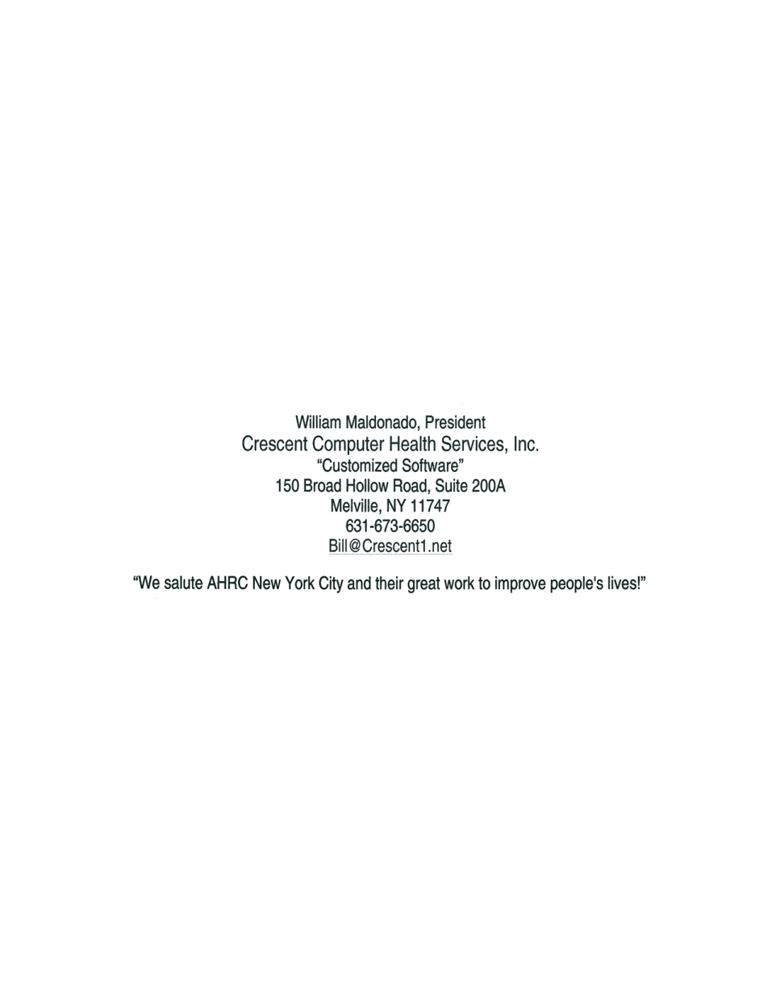 William Maldonado, President
Crescent Computer Health Services, Inc.
“Customized Software”
150 Broad Hollow Road, Suite 200A
Melville, NY 11747
631-673-6650
Bill@Crescent1.net
“We salute AHRC New York City and their great work to improve people's lives!”